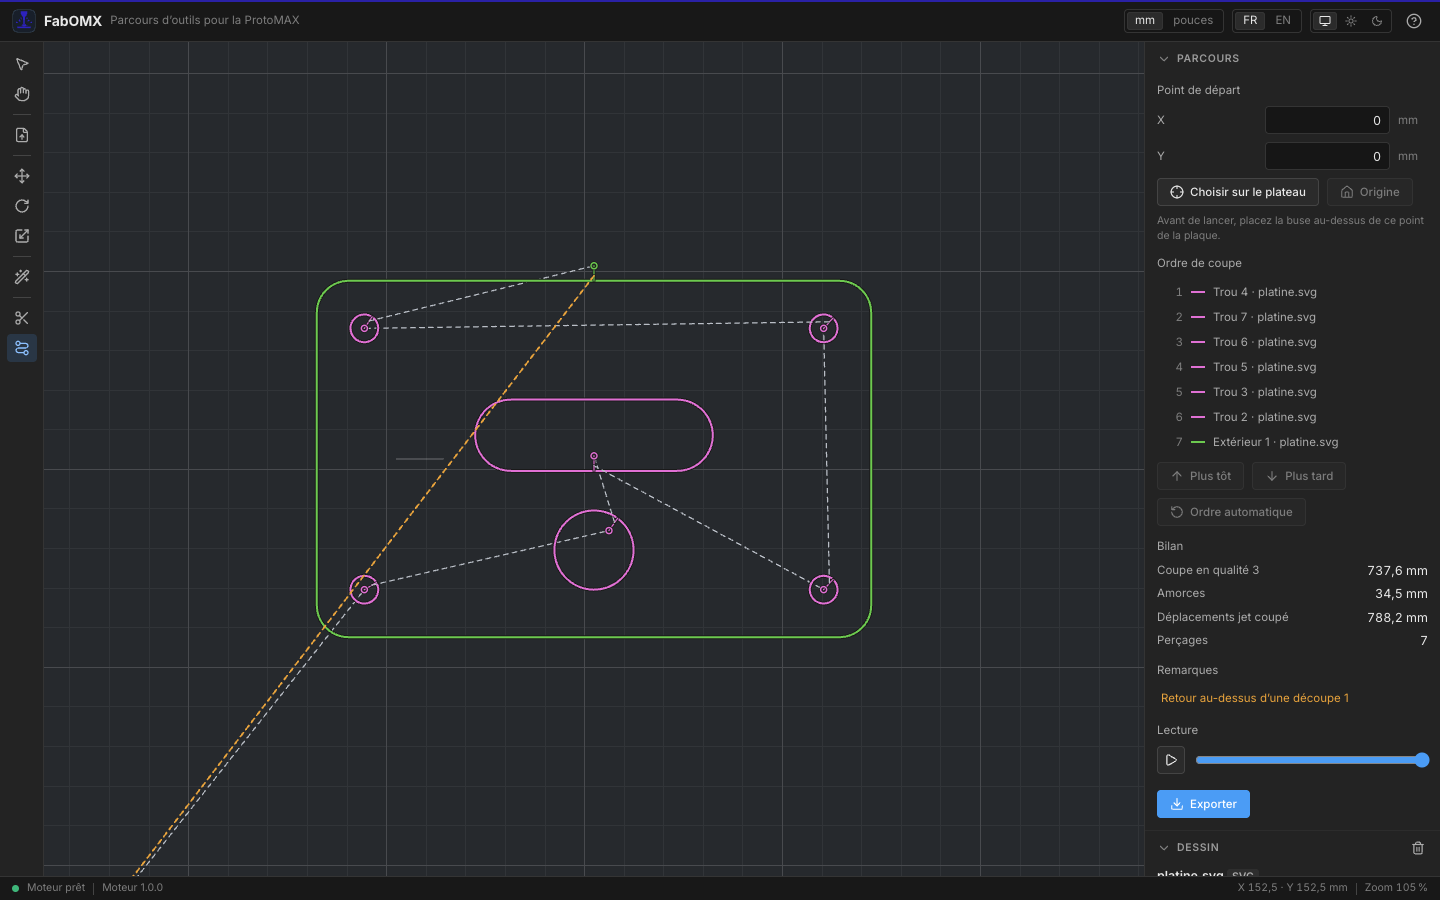 FabOMX Parcours d’outils pour la ProtoMAX
mm pouces
FR EN
PARCOURS
Point de départ
X 0 mm
Y 0 mm
Choisir sur le plateau Origine
Avant de lancer, placez la buse au-dessus de ce point
de la plaque.
Ordre de coupe
1 Trou 4 · platine.svg
2 Trou 7 · platine.svg
3 Trou 6 · platine.svg
4 Trou 5 · platine.svg
5 Trou 3 · platine.svg
6 Trou 2 · platine.svg
7 Extérieur 1 · platine.svg
Plus tôt Plus tard
Ordre automatique
Bilan
Coupe en qualité 3 737,6 mm
Amorces 34,5 mm
Déplacements jet coupé 788,2 mm
Perçages 7
Remarques
Retour au-dessus d’une découpe 1
Lecture
Exporter
DESSIN
platine.svg SVG
Moteur prêt Moteur 1.0.0
X 152,5 · Y 152,5 mm Zoom 105 %